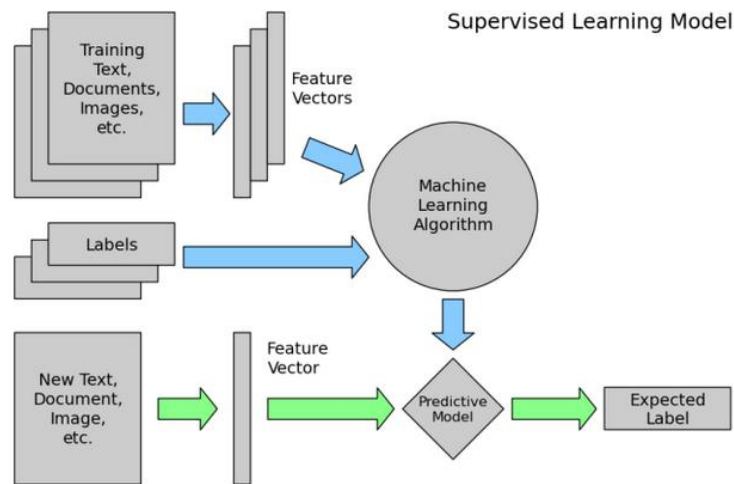 Supervised Learning Model
Training
Text,
Documents,
Images,
etc.
Feature
Vectors
Machine
Learning
Algorithm
Labels
New Text,
Document,
Image,
etc.
Feature
Vector
Predictive
Model
Expected
Label